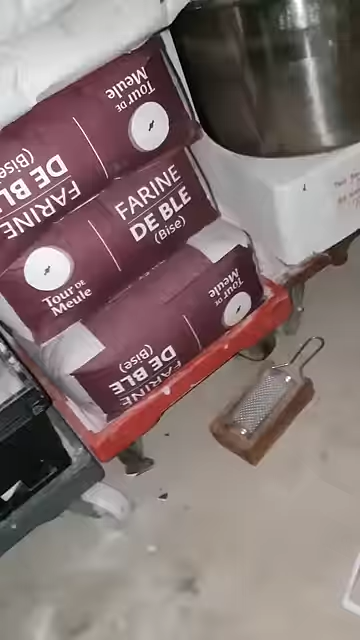 TOUR DE
Meule
FARINE
DE BLE
(Bise)
FARINE
DE BLE
(Bise)
TOUR DE
Meule
TOUR DE
Meule
FARINE
DE BLE
(Bise)